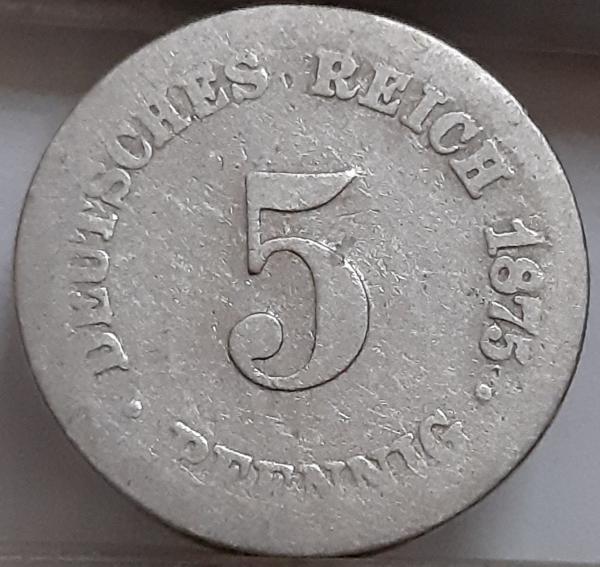 DEUTSCHES REICH 1875.
5
PFENNIG